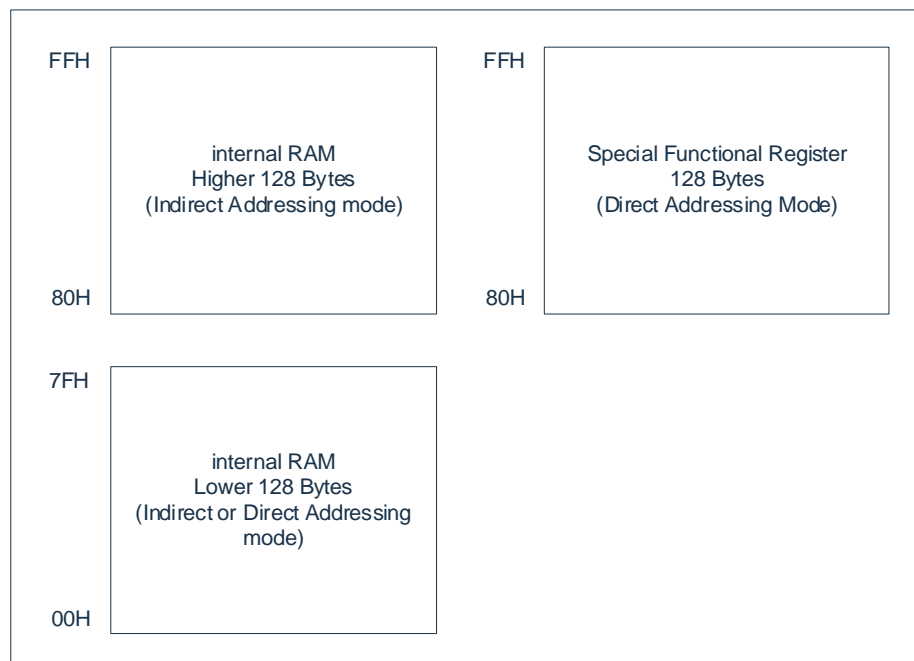 FFH
internal RAM
Higher 128 Bytes
(Indirect Addressing mode)
80H
FFH
Special Functional Register
128 Bytes
(Direct Addressing Mode)
80H
7FH
internal RAM
Lower 128 Bytes
(Indirect or Direct Addressing
mode)
00H